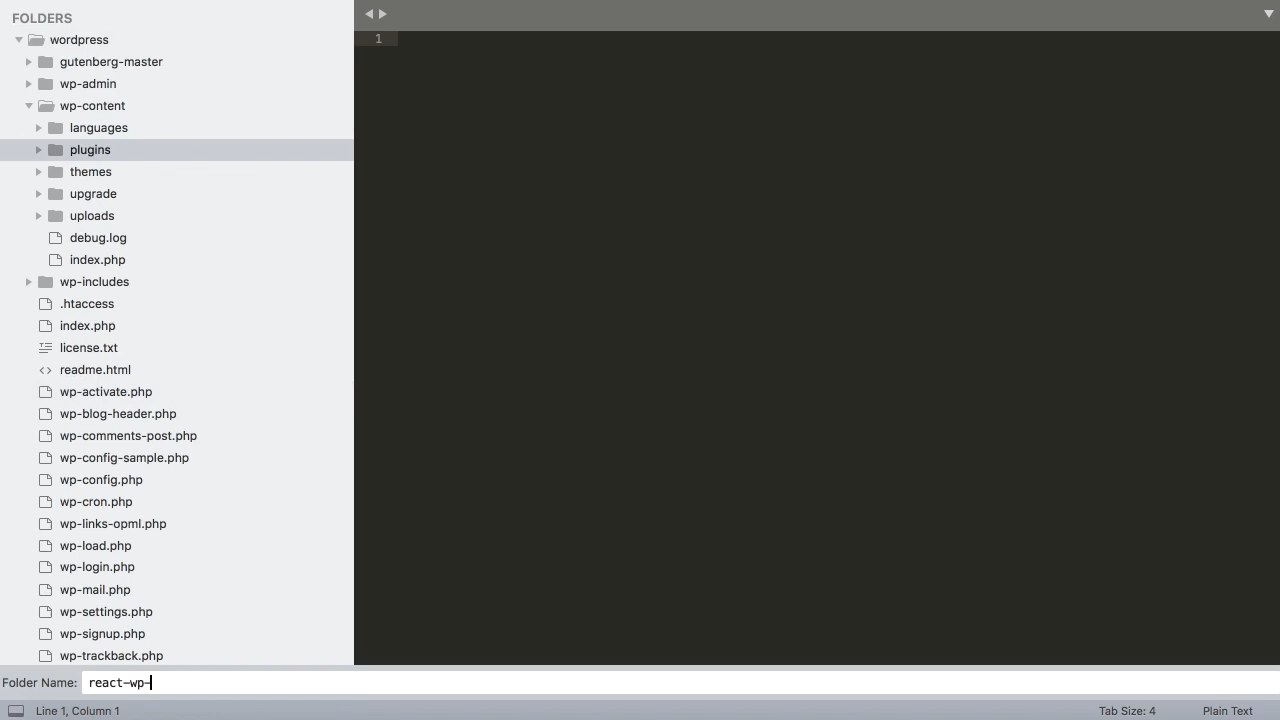 FOLDERS
wordpress
gutenberg-master
wp-admin
wp-content
languages
plugins
themes
upgrade
uploads
debug.log
index.php
wp-includes
.htaccess
index.php
license.txt
readme.html
wp-activate.php
wp-blog-header.php
wp-comments-post.php
wp-config-sample.php
wp-config.php
wp-cron.php
wp-links-opml.php
wp-load.php
wp-login.php
wp-mail.php
wp-settings.php
wp-signup.php
wp-trackback.php
1
Folder Name: react-wp-
Line 1, Column 1 Tab Size: 4 Plain Text